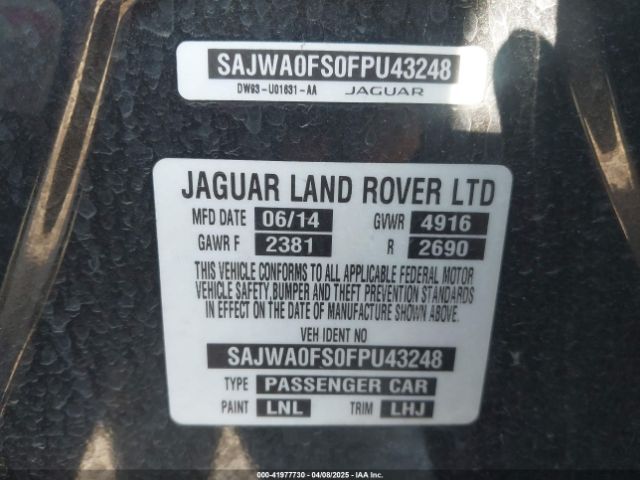 SAJWA0FS0FPU43248
DW93-U01631-AA JAGUAR
JAGUAR LAND ROVER LTD
MFD DATE 06/14 GVWR 4916
GAWR F 2381 R 2690
THIS VEHICLE CONFORMS TO ALL APPLICABLE FEDERAL MOTOR
VEHICLE SAFETY, BUMPER AND THEFT PREVENTION STANDARDS
IN EFFECT ON THE DATE OF MANUFACTURE SHOWN ABOVE.
VEH IDENT NO
SAJWA0FS0FPU43248
TYPE PASSENGER CAR
PAINT LNL TRIM LHJ
000-41977730 - 04/08/2025 - IAA Inc.